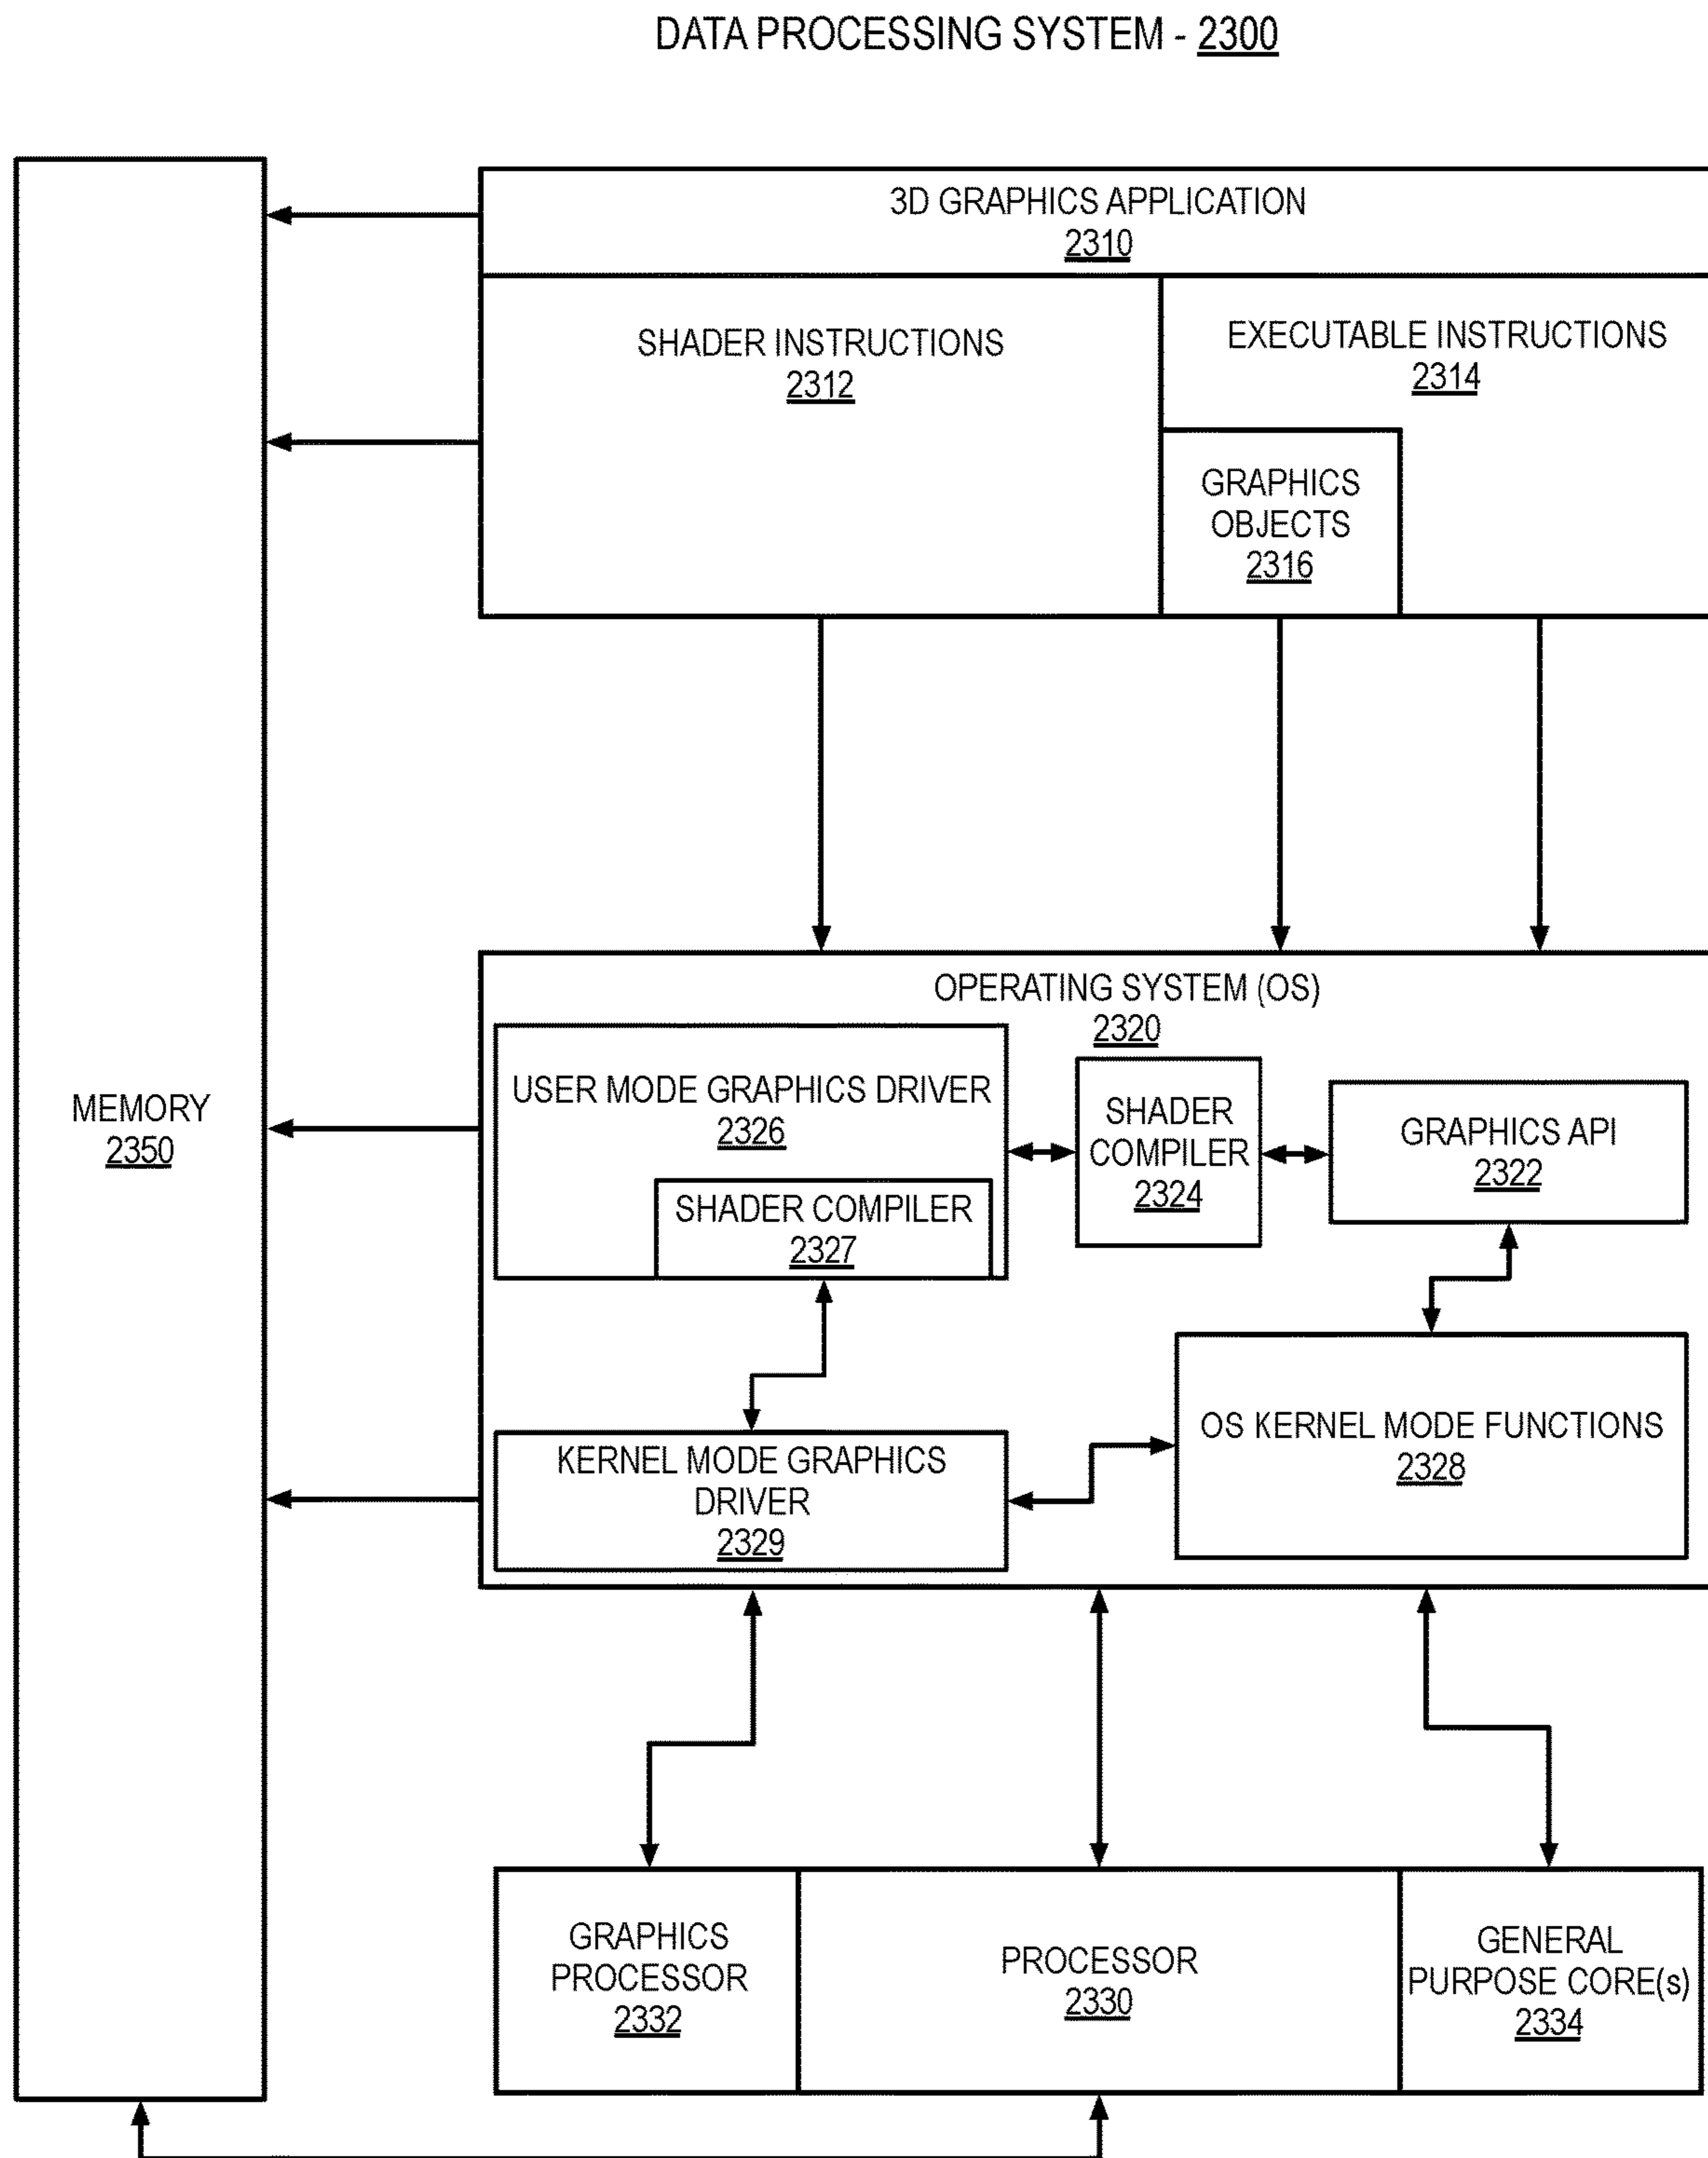 DATA PROCESSING SYSTEM - 2300
3D GRAPHICS APPLICATION
2310
SHADER INSTRUCTIONS
2312
EXECUTABLE INSTRUCTIONS
2314
GRAPHICS
OBJECTS
2316
OPERATING SYSTEM (OS)
2320
USER MODE GRAPHICS DRIVER
2326
SHADER COMPILER
2327
SHADER
COMPILER
2324
GRAPHICS API
2322
MEMORY
2350
KERNEL MODE GRAPHICS
DRIVER
2329
OS KERNEL MODE FUNCTIONS
2328
GRAPHICS
PROCESSOR
2332
PROCESSOR
2330
GENERAL
PURPOSE CORE(s)
2334